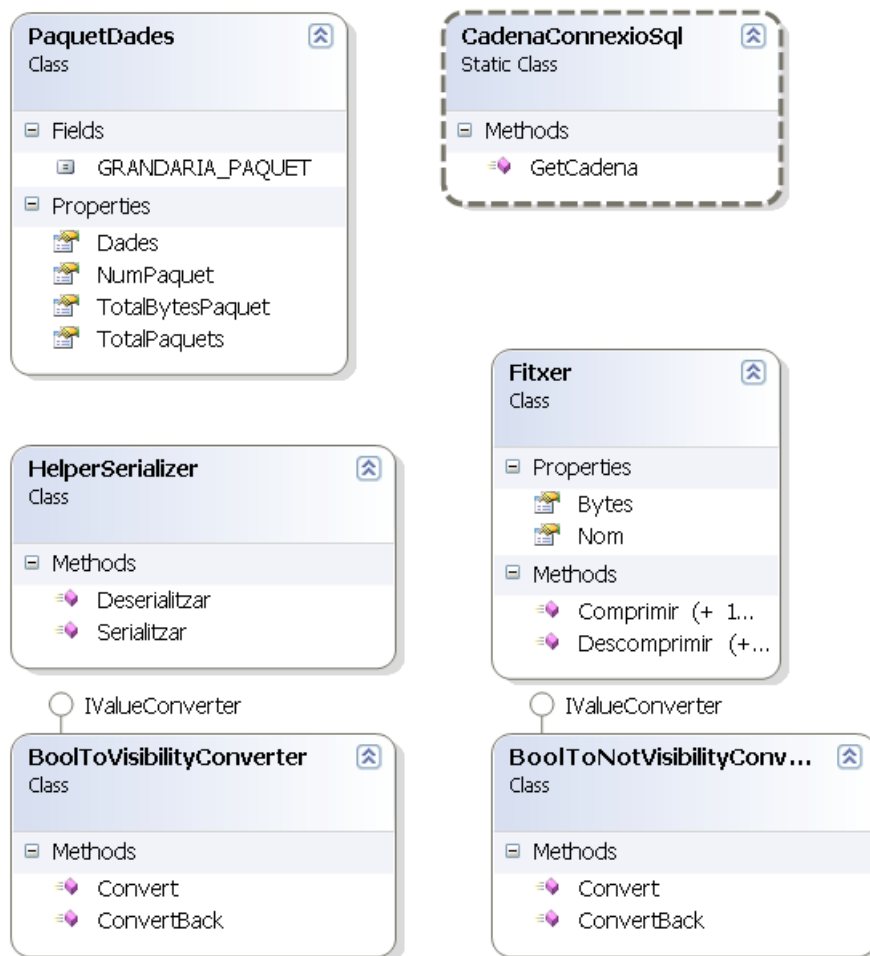 PaquetDades
Class
Fields
GRANDARIA_PAQUET
Properties
Dades
NumPaquet
TotalBytesPaquet
TotalPaquets
CadenaConnexioSql
Static Class
Methods
GetCadena
HelperSerializer
Class
Methods
Deserialitzar
Serialitzar
Fitxer
Class
Properties
Bytes
Nom
Methods
Comprimir (+ 1...
Descomprimir (+...
IValueConverter
BoolToVisibilityConverter
Class
Methods
Convert
ConvertBack
IValueConverter
BoolToNotVisibilityConv...
Class
Methods
Convert
ConvertBack